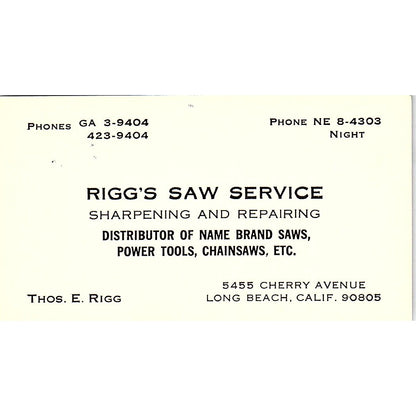 PHONES GA 3-9404
423-9404
PHONE NE 8-4303
NIGHT
RIGG'S SAW SERVICE
SHARPENING AND REPAIRING
DISTRIBUTOR OF NAME BRAND SAWS,
POWER TOOLS, CHAINSAWS, ETC.
THOS. E. RIGG
5455 CHERRY AVENUE
LONG BEACH, CALIF. 90805